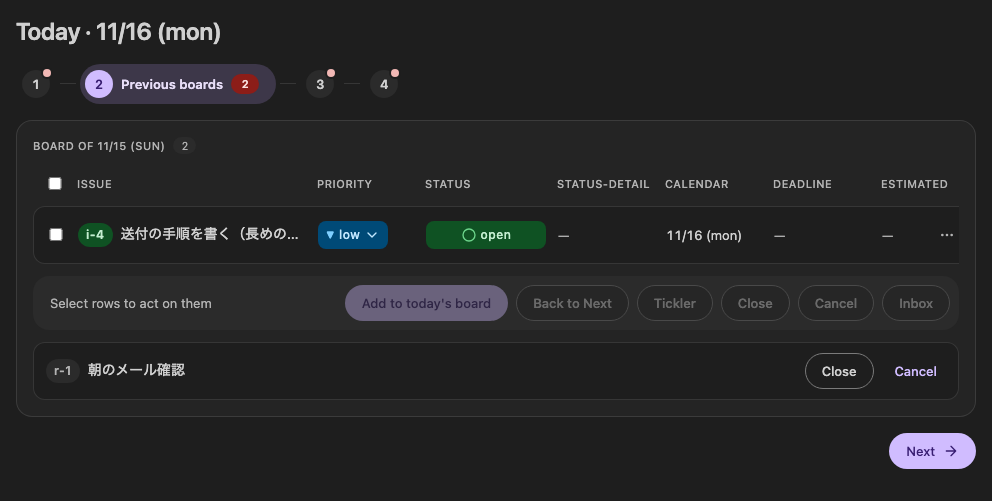 Today · 11/16 (mon)
1 2 Previous boards 2 3 4
BOARD OF 11/15 (SUN) 2
ISSUE PRIORITY STATUS STATUS-DETAIL CALENDAR DEADLINE ESTIMATED
i-4 送付の手順を書く（長めの... ▼ low open — 11/16 (mon) — — ...
Select rows to act on them Add to today's board Back to Next Tickler Close Cancel Inbox
r-1 朝のメール確認 Close Cancel
Next →